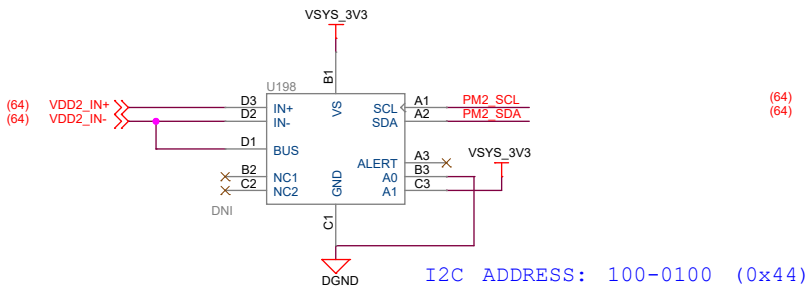 VSYS_3V3
B1
U198
(64) VDD2_IN+ D3 IN+ VS SCL A1 PM2_SCL (64)
(64) VDD2_IN- D2 IN- SDA A2 PM2_SDA (64)
D1 BUS
ALERT A3 VSYS_3V3
B2 NC1 GND A0 B3
C2 NC2 A1 C3
DNI
C1
DGND
I2C ADDRESS: 100-0100 (0x44)